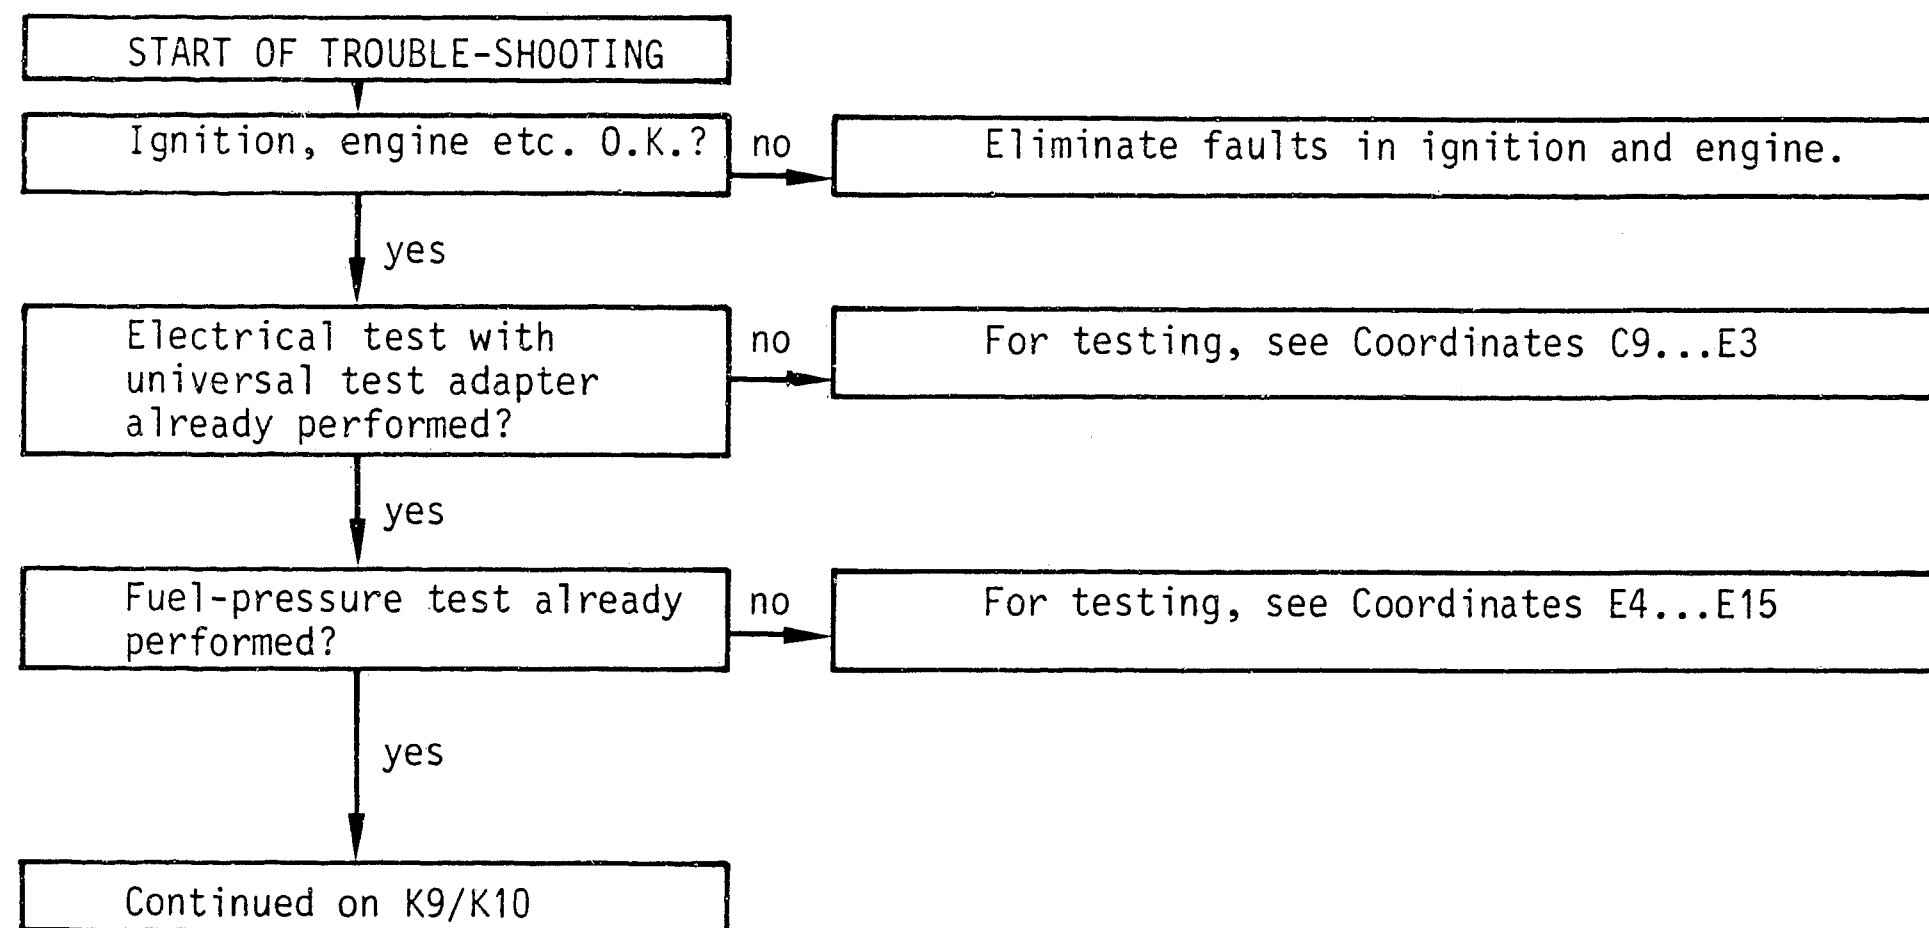 START OF TROUBLE-SHOOTING
Ignition, engine etc. O.K.?
no
Eliminate faults in ignition and engine.
yes
Electrical test with
universal test adapter
already performed?
no
For testing, see Coordinates C9...E3
yes
Fuel-pressure test already
performed?
no
For testing, see Coordinates E4...E15
yes
Continued on K9/K10